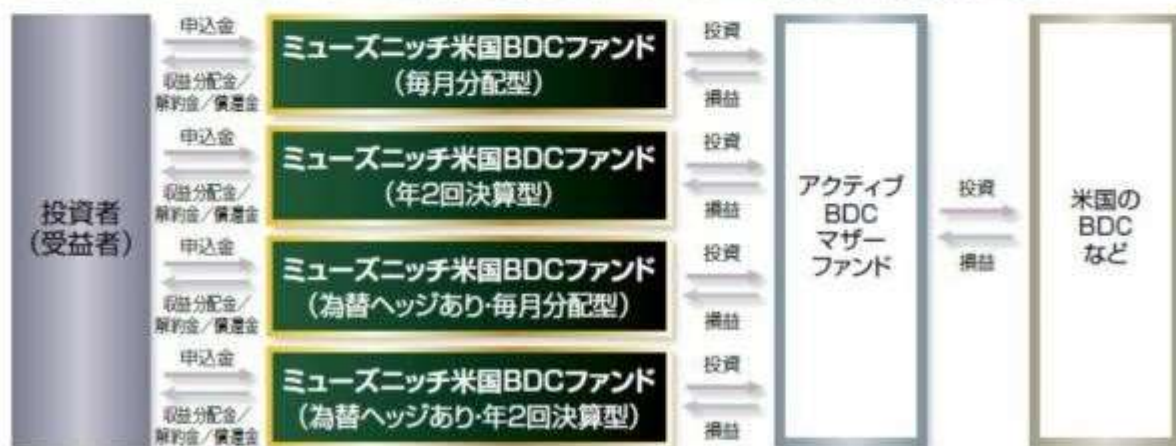 投資者
（受益者）
申込金
収益分配金／
解約金／償還金
ミューズニッチ米国BDCファンド
（毎月分配型）
投資
損益
申込金
収益分配金／
解約金／償還金
ミューズニッチ米国BDCファンド
（年2回決算型）
投資
損益
申込金
収益分配金／
解約金／償還金
ミューズニッチ米国BDCファンド
（為替ヘッジあり・毎月分配型）
投資
損益
申込金
収益分配金／
解約金／償還金
ミューズニッチ米国BDCファンド
（為替ヘッジあり・年2回決算型）
投資
損益
アクティブ
BDC
マザー
ファンド
投資
損益
米国の
BDC
など